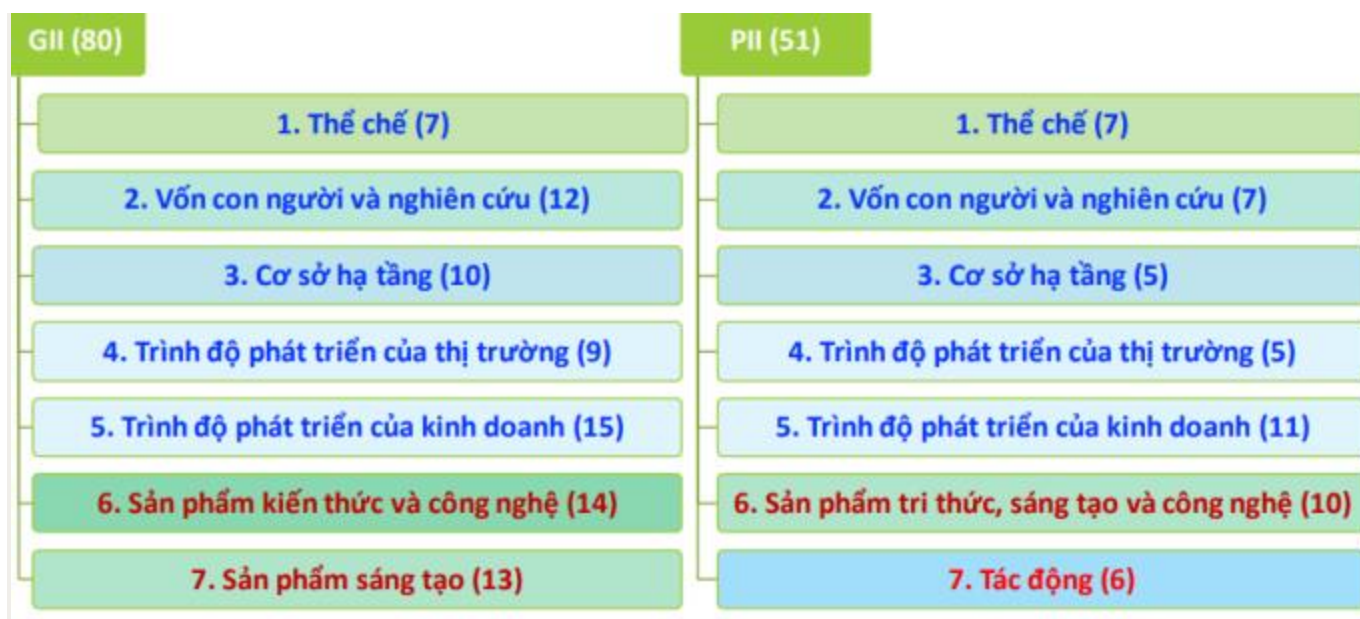 GII (80)
1. Thể chế (7)
2. Vốn con người và nghiên cứu (12)
3. Cơ sở hạ tầng (10)
4. Trình độ phát triển của thị trường (9)
5. Trình độ phát triển của kinh doanh (15)
6. Sản phẩm kiến thức và công nghệ (14)
7. Sản phẩm sáng tạo (13)
PII (51)
1. Thể chế (7)
2. Vốn con người và nghiên cứu (7)
3. Cơ sở hạ tầng (5)
4. Trình độ phát triển của thị trường (5)
5. Trình độ phát triển của kinh doanh (11)
6. Sản phẩm tri thức, sáng tạo và công nghệ (10)
7. Tác động (6)